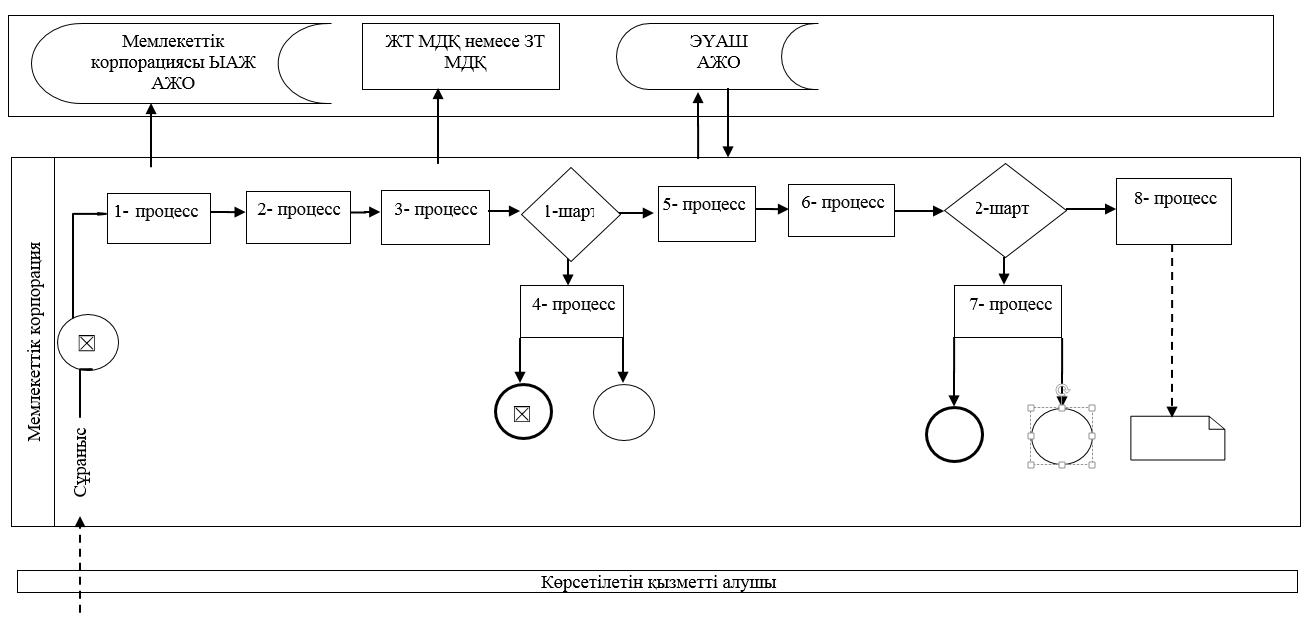 Мемлекеттік
корпорациясы ЫАЖ
АЖО
ЖТ МДҚ немесе ЗТ
МДҚ
ЭҮАШ
АЖО
1- процесс
2- процесс
3- процесс
1-шарт
5- процесс
6- процесс
2-шарт
8- процесс
4- процесс
7- процесс
Мемлекеттік корпорация
Сұраныс
Көрсетілетін қызметті алушы